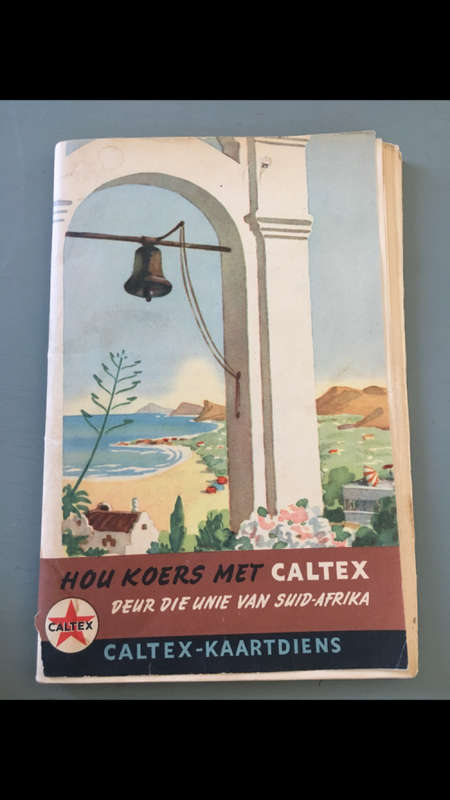 HOU KOERS MET CALTEX
DEUR DIE UNIE VAN SUID-AFRIKA
CALTEX
CALTEX-KAARTDIENS